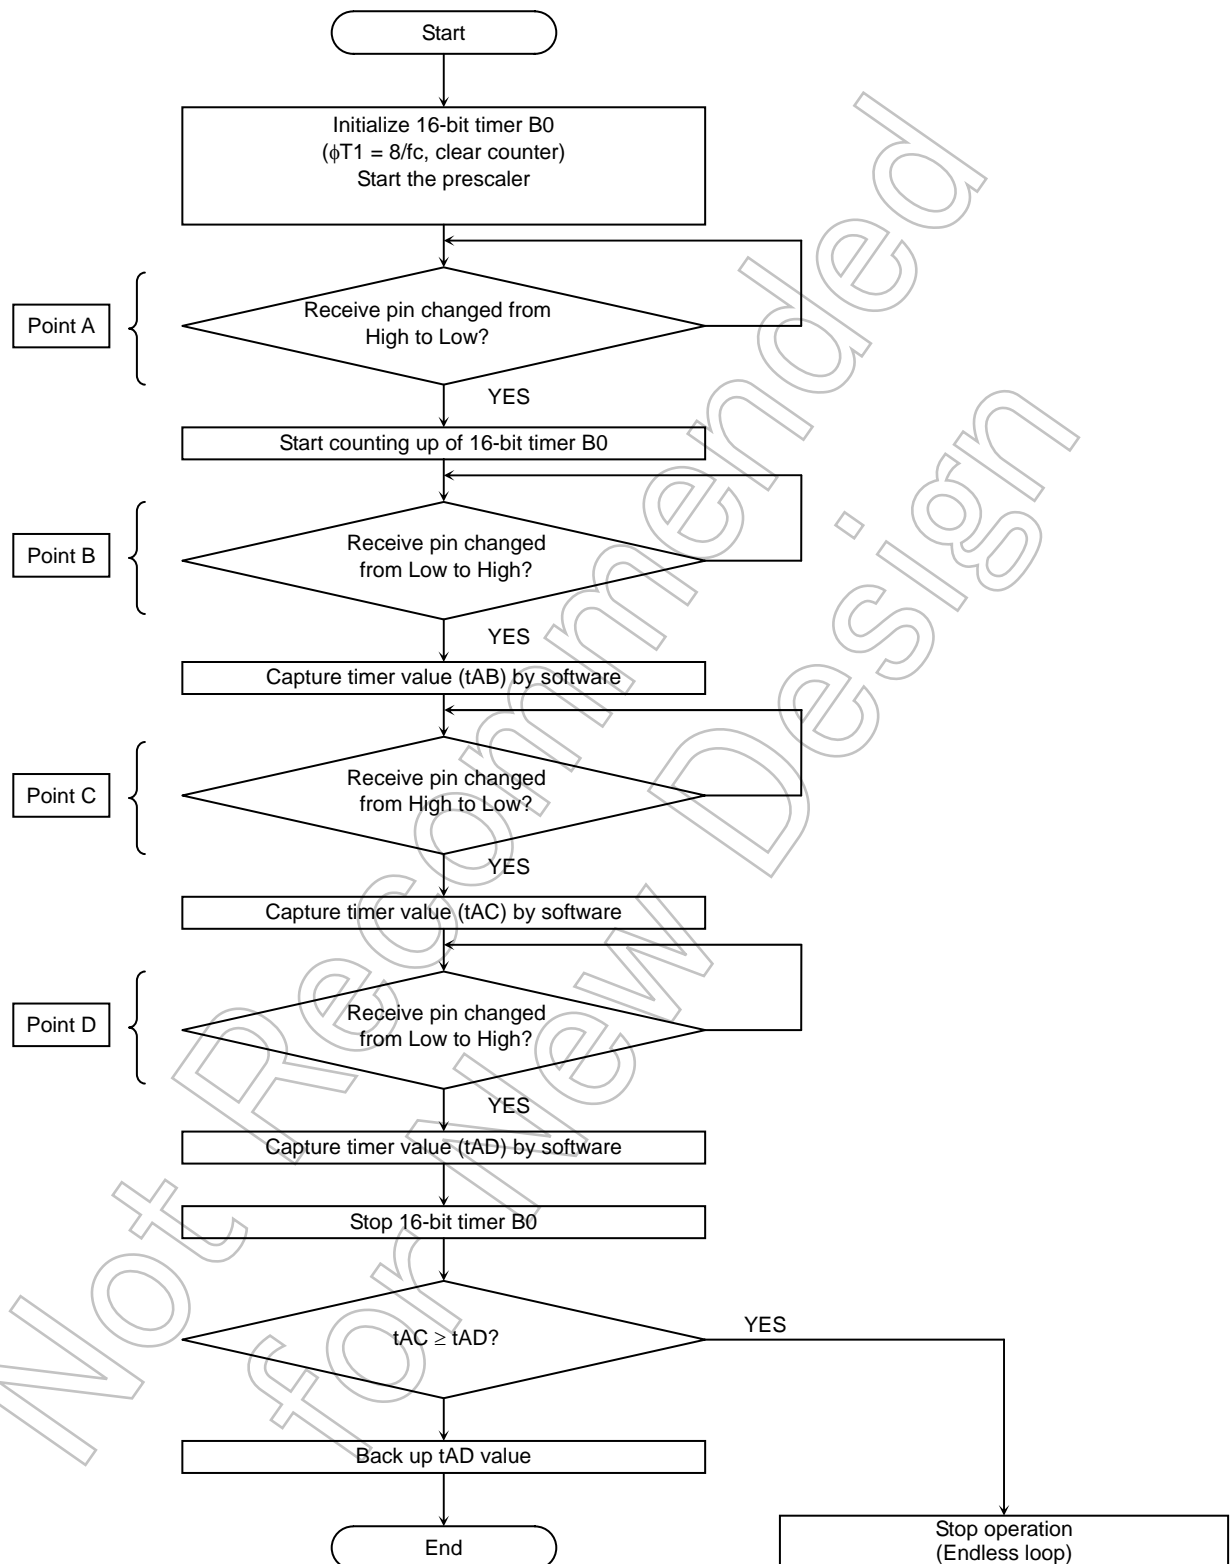 Start
Initialize 16-bit timer B0
(ϕT1 = 8/fc, clear counter)
Start the prescaler
Point A
Receive pin changed from
High to Low?
YES
Start counting up of 16-bit timer B0
Point B
Receive pin changed
from Low to High?
YES
Capture timer value (tAB) by software
Point C
Receive pin changed
from High to Low?
YES
Capture timer value (tAC) by software
Point D
Receive pin changed
from Low to High?
YES
Capture timer value (tAD) by software
Stop 16-bit timer B0
tAC ≥ tAD?
YES
Back up tAD value
End
Stop operation
(Endless loop)
Not Recommended
for New Design